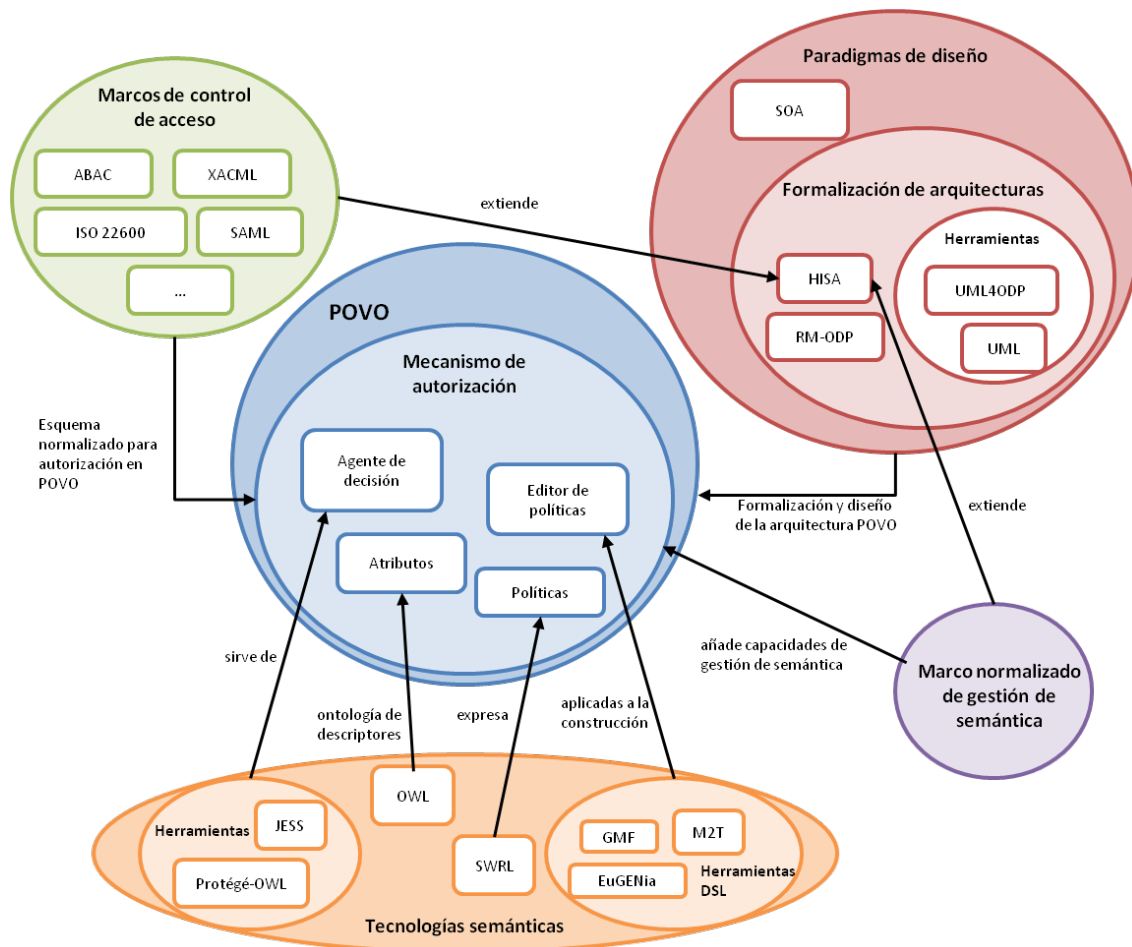 Marcos de control
de acceso
ABAC
XACML
ISO 22600
SAML
...
Paradigmas de diseño
SOA
Formalización de arquitecturas
Herramientas
HISA
UML4ODP
RM-ODP
UML
extiende
POVO
Mecanismo de
autorización
Agente de
decisión
Editor de
políticas
Atributos
Políticas
Esquema
normalizado para
autorización en
POVO
Formalización y diseño
de la arquitectura POVO
extiende
añade capacidades de
gestión de semántica
Marco normalizado
de gestión de
semántica
sirve de
ontología de
descriptores
expresa
aplicadas a la
construcción
Herramientas
JESS
Protégé-OWL
OWL
SWRL
GMF
M2T
EuGENia
Herramientas
DSL
Tecnologías semánticas